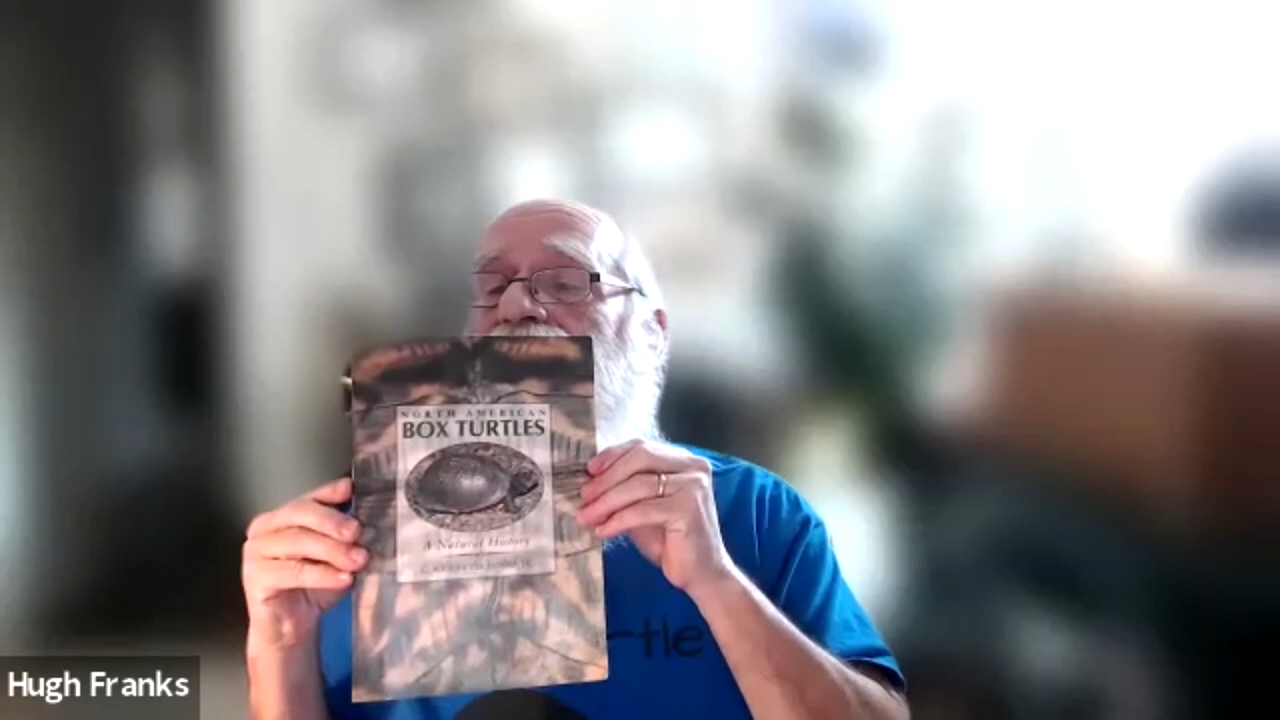 NORTH AMERICAN
BOX TURTLES
A Natural History
rtle
Hugh Franks